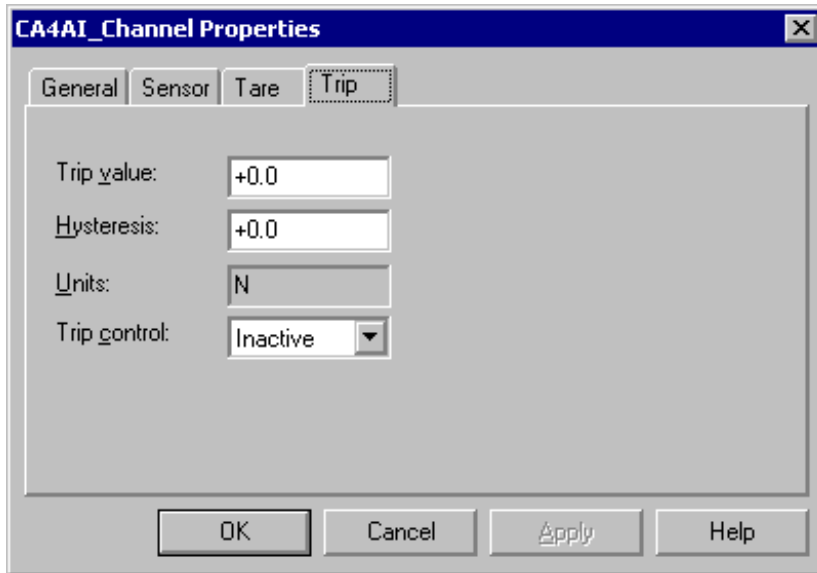 CA4AI_Channel Properties
General Sensor Tare Trip
Trip value: +0.0
Hysteresis: +0.0
Units: N
Trip control: Inactive
OK Cancel Apply Help